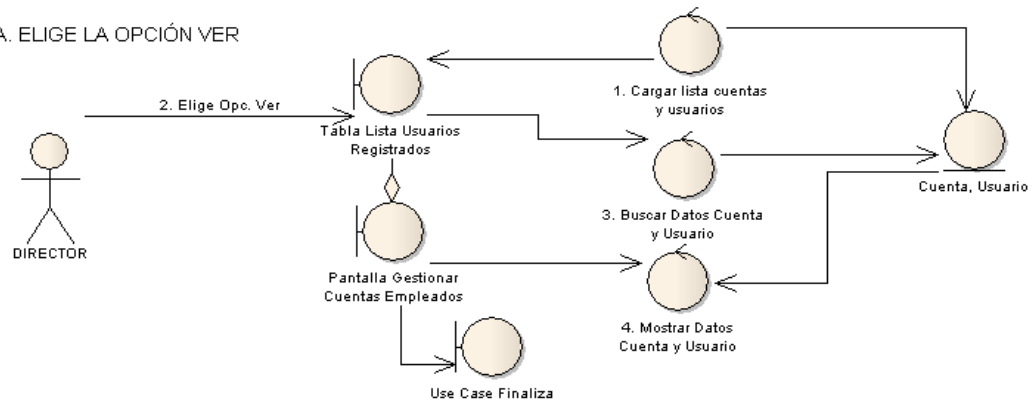 A. ELIGE LA OPCIÓN VER
1. Cargar lista cuentas
y usuarios
2. Elige Opc. Ver
Tabla Lista Usuarios
Registrados
Cuenta, Usuario
3. Buscar Datos Cuenta
y Usuario
DIRECTOR
Pantalla Gestionar
Cuentas Empleados
4. Mostrar Datos
Cuenta y Usuario
Use Case Finaliza